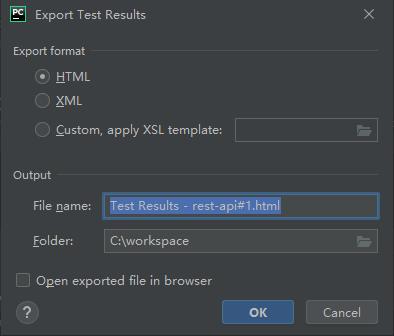 PC Export Test Results
Export format
HTML
XML
Custom, apply XSL template:
Output
File name: Test Results - rest-api#1.html
Folder: C:\workspace
Open exported file in browser
? OK Cancel